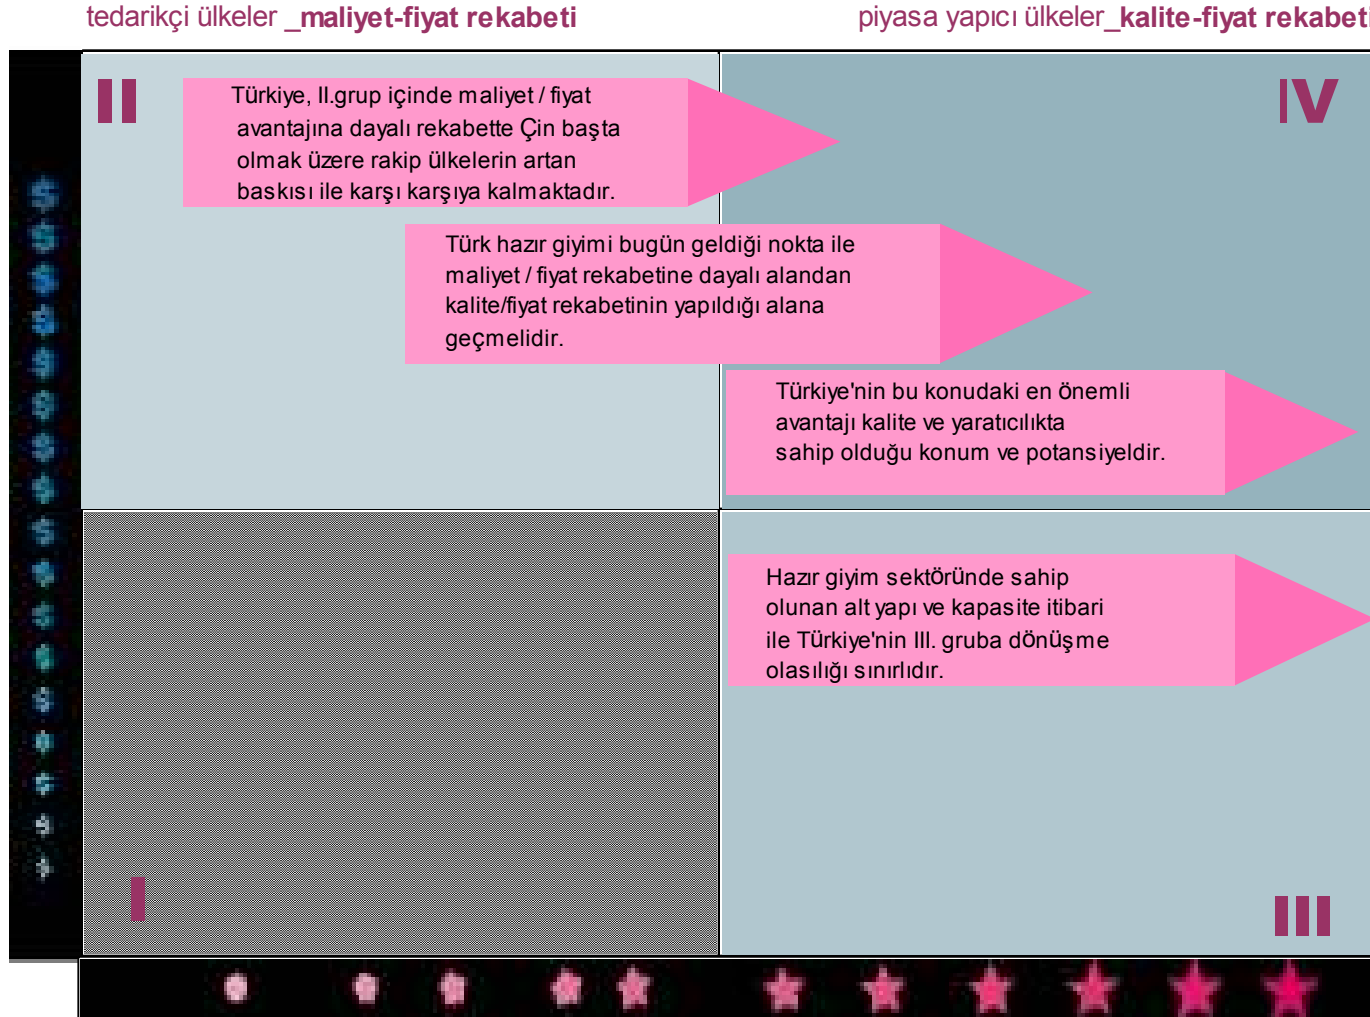 tedarikçi ülkeler _maliyet-fiyat rekabeti
piyasa yapıcı ülkeler_kalite-fiyat rekabeti
II
IV
Türkiye, II.grup içinde maliyet / fiyat
avantajına dayalı rekabette Çin başta
olmak üzere rakip ülkelerin artan
baskısı ile karşı karşıya kalmaktadır.
Türk hazır giyimi bugün geldiği nokta ile
maliyet / fiyat rekabetine dayalı alandan
kalite/fiyat rekabetinin yapıldığı alana
geçmelidir.
Türkiye'nin bu konudaki en önemli
avantajı kalite ve yaratıcılıkta
sahip olduğu konum ve potansiyeldir.
Hazır giyim sektöründe sahip
olunan alt yapı ve kapasite itibari
ile Türkiye'nin III. gruba dönüşme
olasılığı sınırlıdır.
I
III